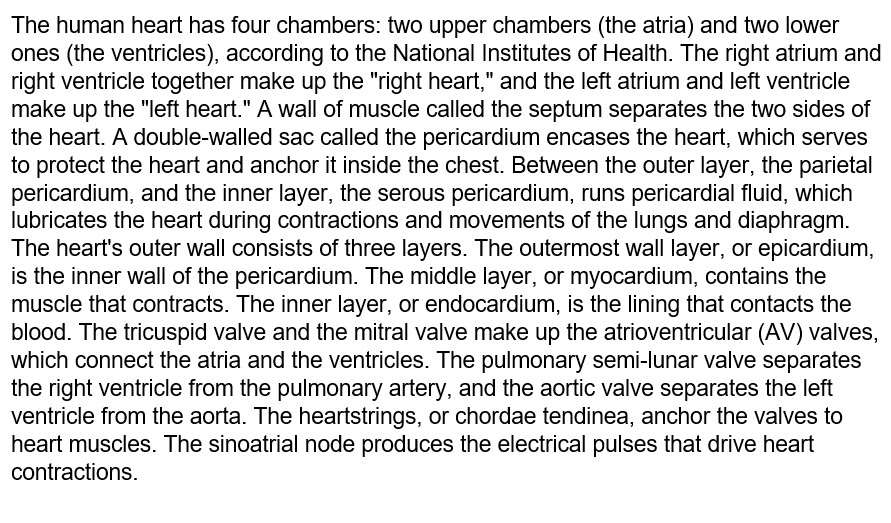 The human heart has four chambers: two upper chambers (the atria) and two lower
ones (the ventricles), according to the National Institutes of Health. The right atrium and
right ventricle together make up the "right heart," and the left atrium and left ventricle
make up the "left heart." A wall of muscle called the septum separates the two sides of
the heart. A double-walled sac called the pericardium encases the heart, which serves
to protect the heart and anchor it inside the chest. Between the outer layer, the parietal
pericardium, and the inner layer, the serous pericardium, runs pericardial fluid, which
lubricates the heart during contractions and movements of the lungs and diaphragm.
The heart's outer wall consists of three layers. The outermost wall layer, or epicardium,
is the inner wall of the pericardium. The middle layer, or myocardium, contains the
muscle that contracts. The inner layer, or endocardium, is the lining that contacts the
blood. The tricuspid valve and the mitral valve make up the atrioventricular (AV) valves,
which connect the atria and the ventricles. The pulmonary semi-lunar valve separates
the right ventricle from the pulmonary artery, and the aortic valve separates the left
ventricle from the aorta. The heartstrings, or chordae tendinea, anchor the valves to
heart muscles. The sinoatrial node produces the electrical pulses that drive heart
contractions.